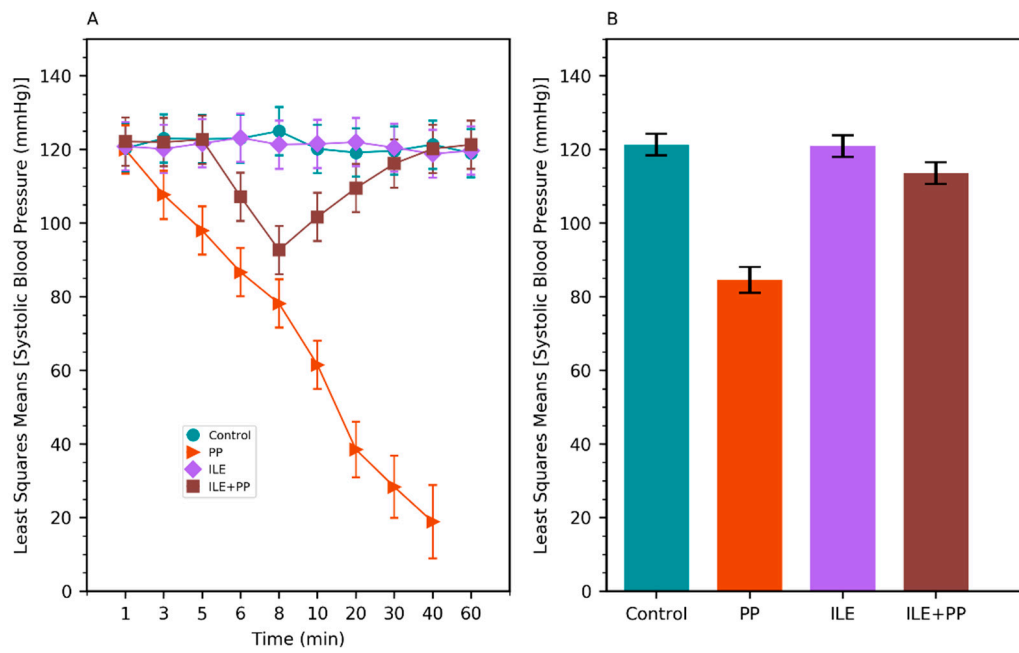 A
Least Squares Means [Systolic Blood Pressure (mmHg)]
140
120
100
80
60
40
20
0
Control
PP
ILE
ILE+PP
1 3 5 6 8 10 20 30 40 60
Time (min)
B
Least Squares Means [Systolic Blood Pressure (mmHg)]
140
120
100
80
60
40
20
0
Control PP ILE ILE+PP